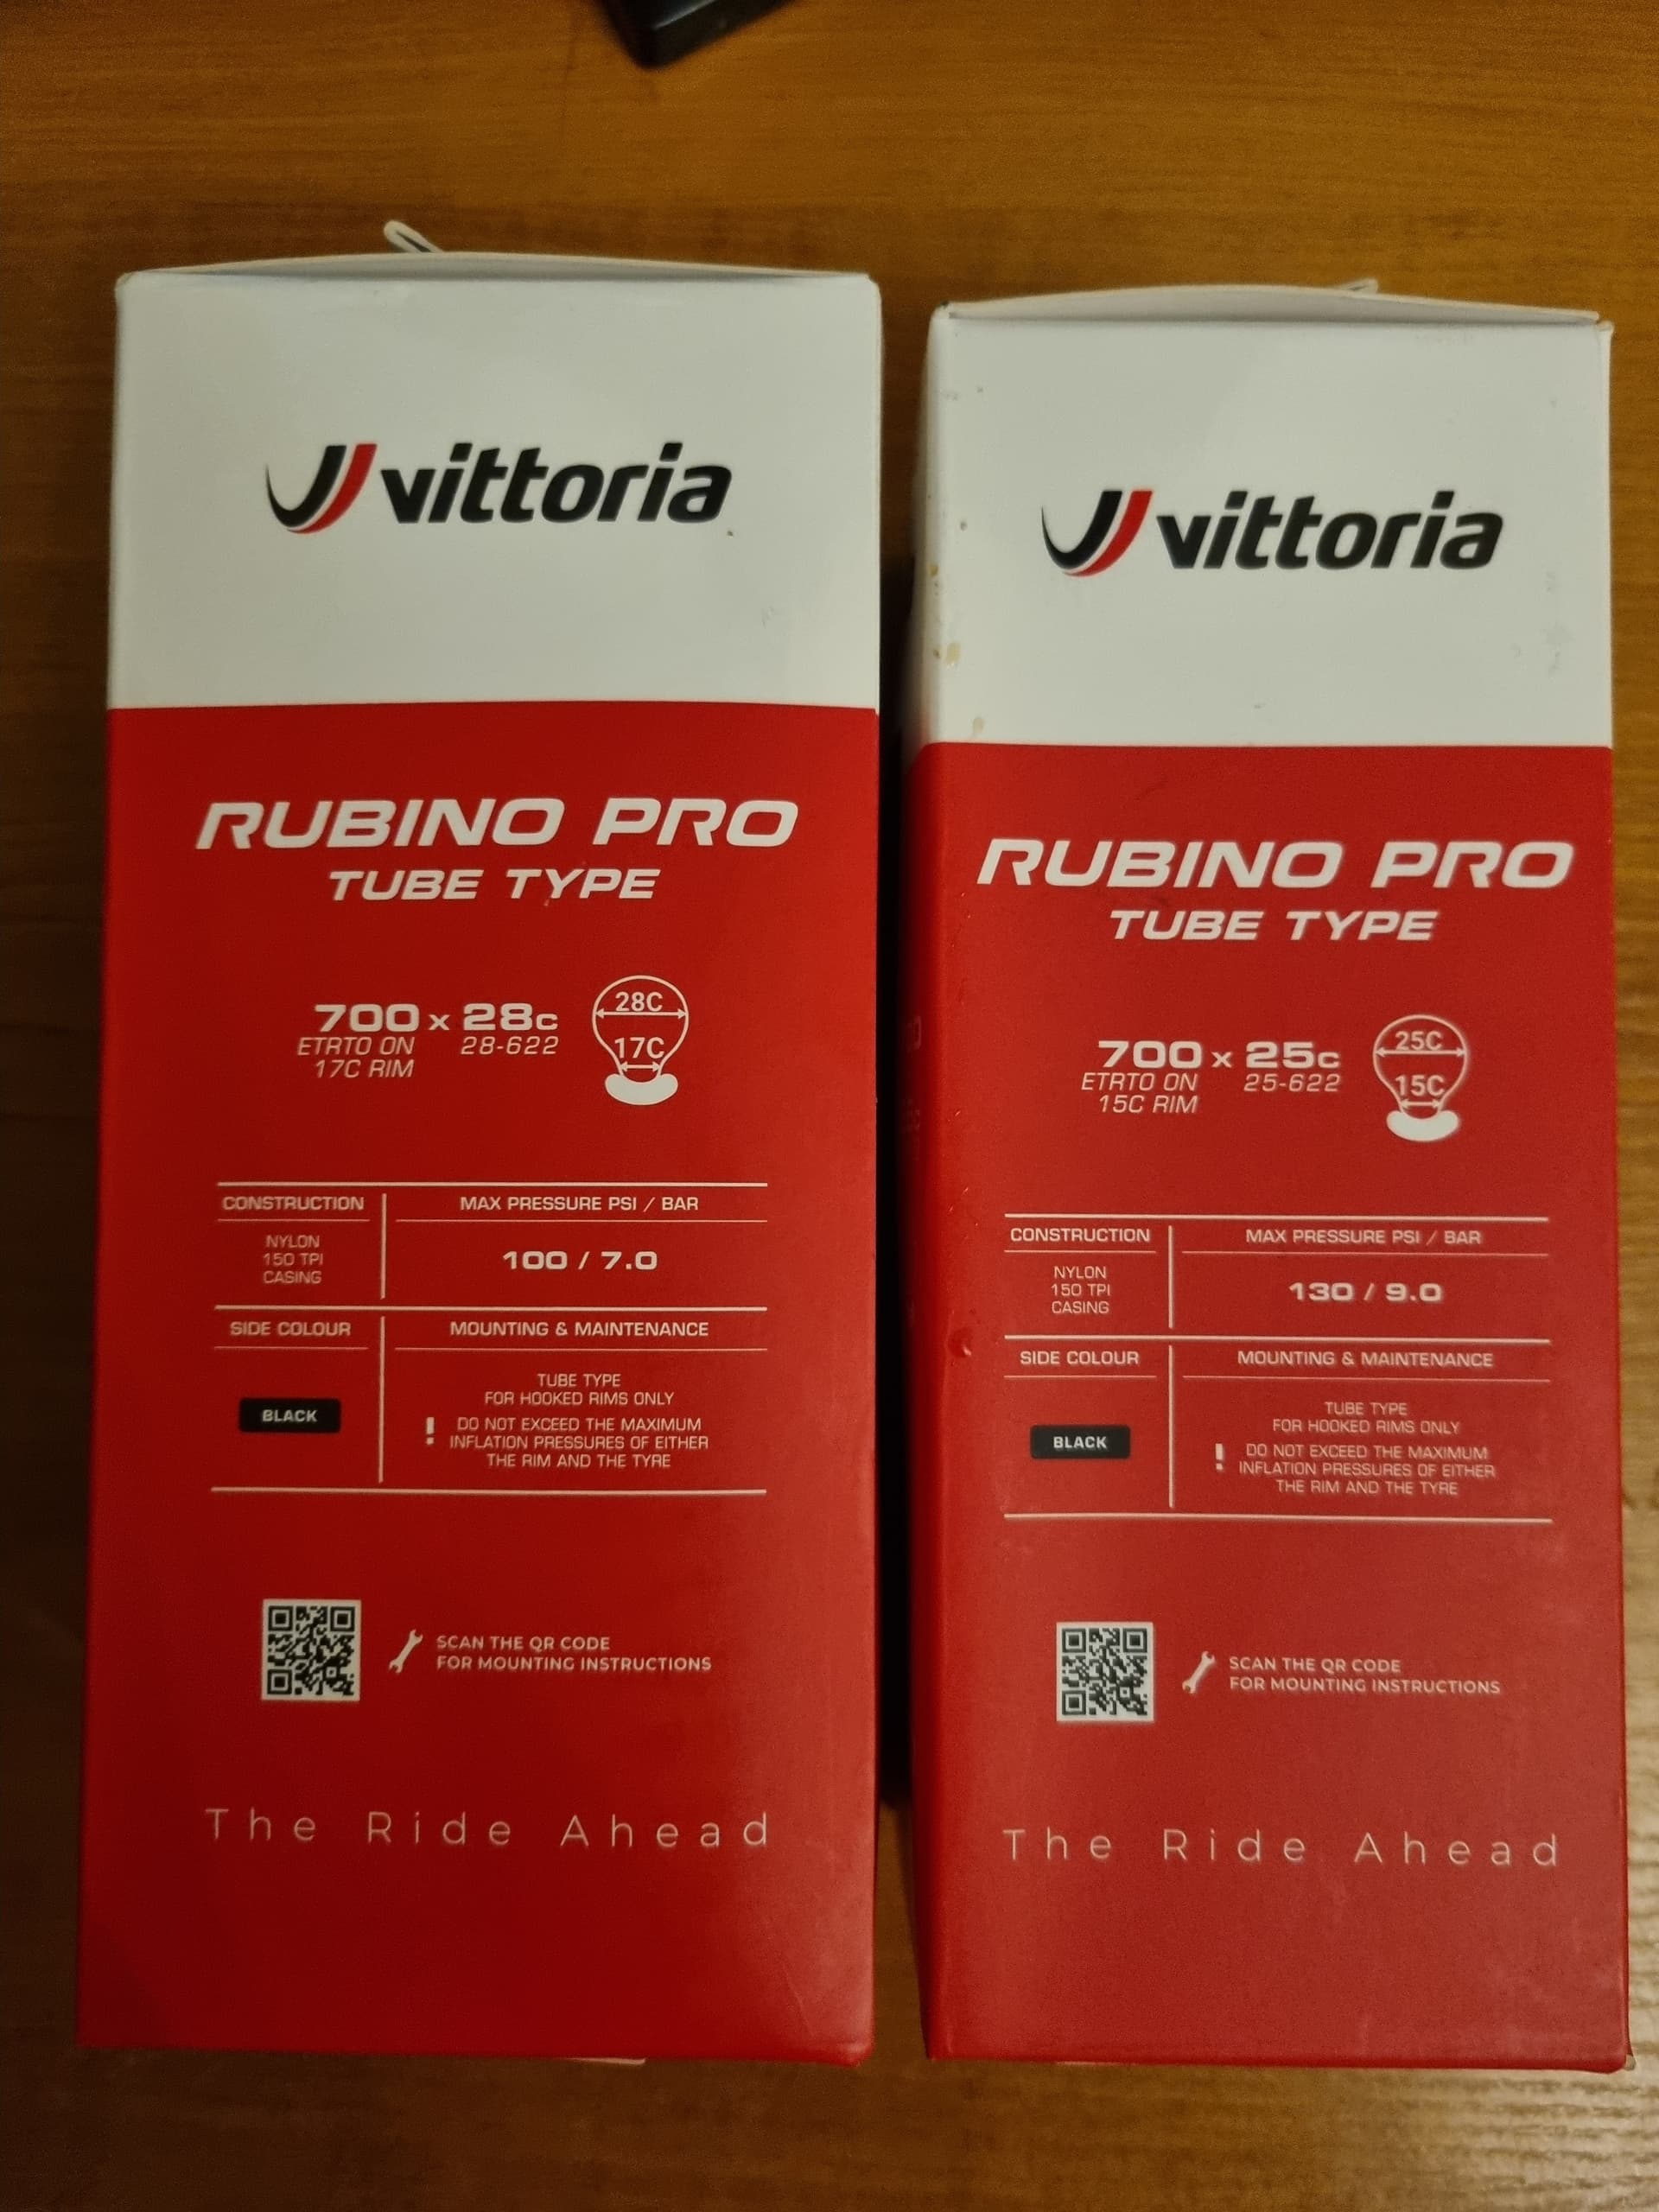 vittoria
RUBINO PRO
TUBE TYPE
700 x 28c
ETRTO ON 28-622
17C RIM
28C
17C
CONSTRUCTION
NYLON
150 TPI
CASING
MAX PRESSURE PSI / BAR
100 / 7.0
SIDE COLOUR
BLACK
MOUNTING & MAINTENANCE
TUBE TYPE
FOR HOOKED RIMS ONLY
! DO NOT EXCEED THE MAXIMUM
INFLATION PRESSURES OF EITHER
THE RIM AND THE TYRE
SCAN THE QR CODE
FOR MOUNTING INSTRUCTIONS
The Ride Ahead
vittoria
RUBINO PRO
TUBE TYPE
700 x 25c
ETRTO ON 25-622
15C RIM
25C
15C
CONSTRUCTION
NYLON
150 TPI
CASING
MAX PRESSURE PSI / BAR
130 / 9.0
SIDE COLOUR
BLACK
MOUNTING & MAINTENANCE
TUBE TYPE
FOR HOOKED RIMS ONLY
! DO NOT EXCEED THE MAXIMUM
INFLATION PRESSURES OF EITHER
THE RIM AND THE TYRE
SCAN THE QR CODE
FOR MOUNTING INSTRUCTIONS
The Ride Ahead